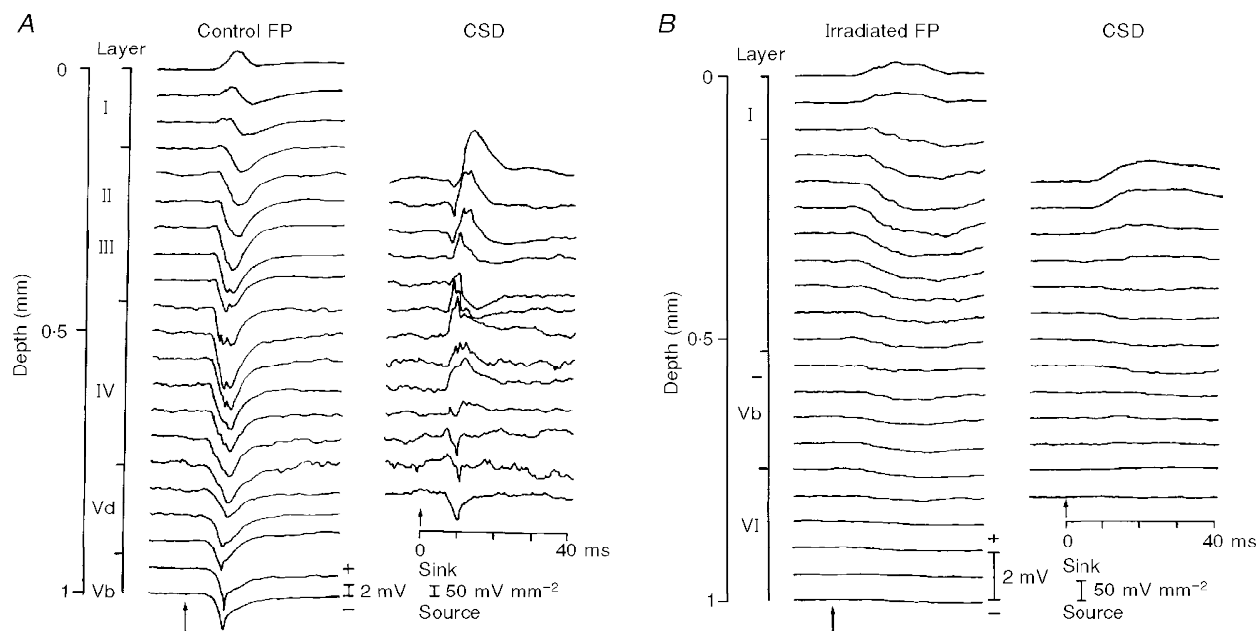 A
Control FP
CSD
Layer
0
I
II
III
0·5
IV
Vd
Vb
1
Depth (mm)
+
2 mV
−
0
40 ms
Sink
50 mV mm−2
Source
B
Irradiated FP
CSD
Layer
0
I
0·5
Vb
VI
1
Depth (mm)
+
2 mV
−
0
40 ms
Sink
50 mV mm−2
Source